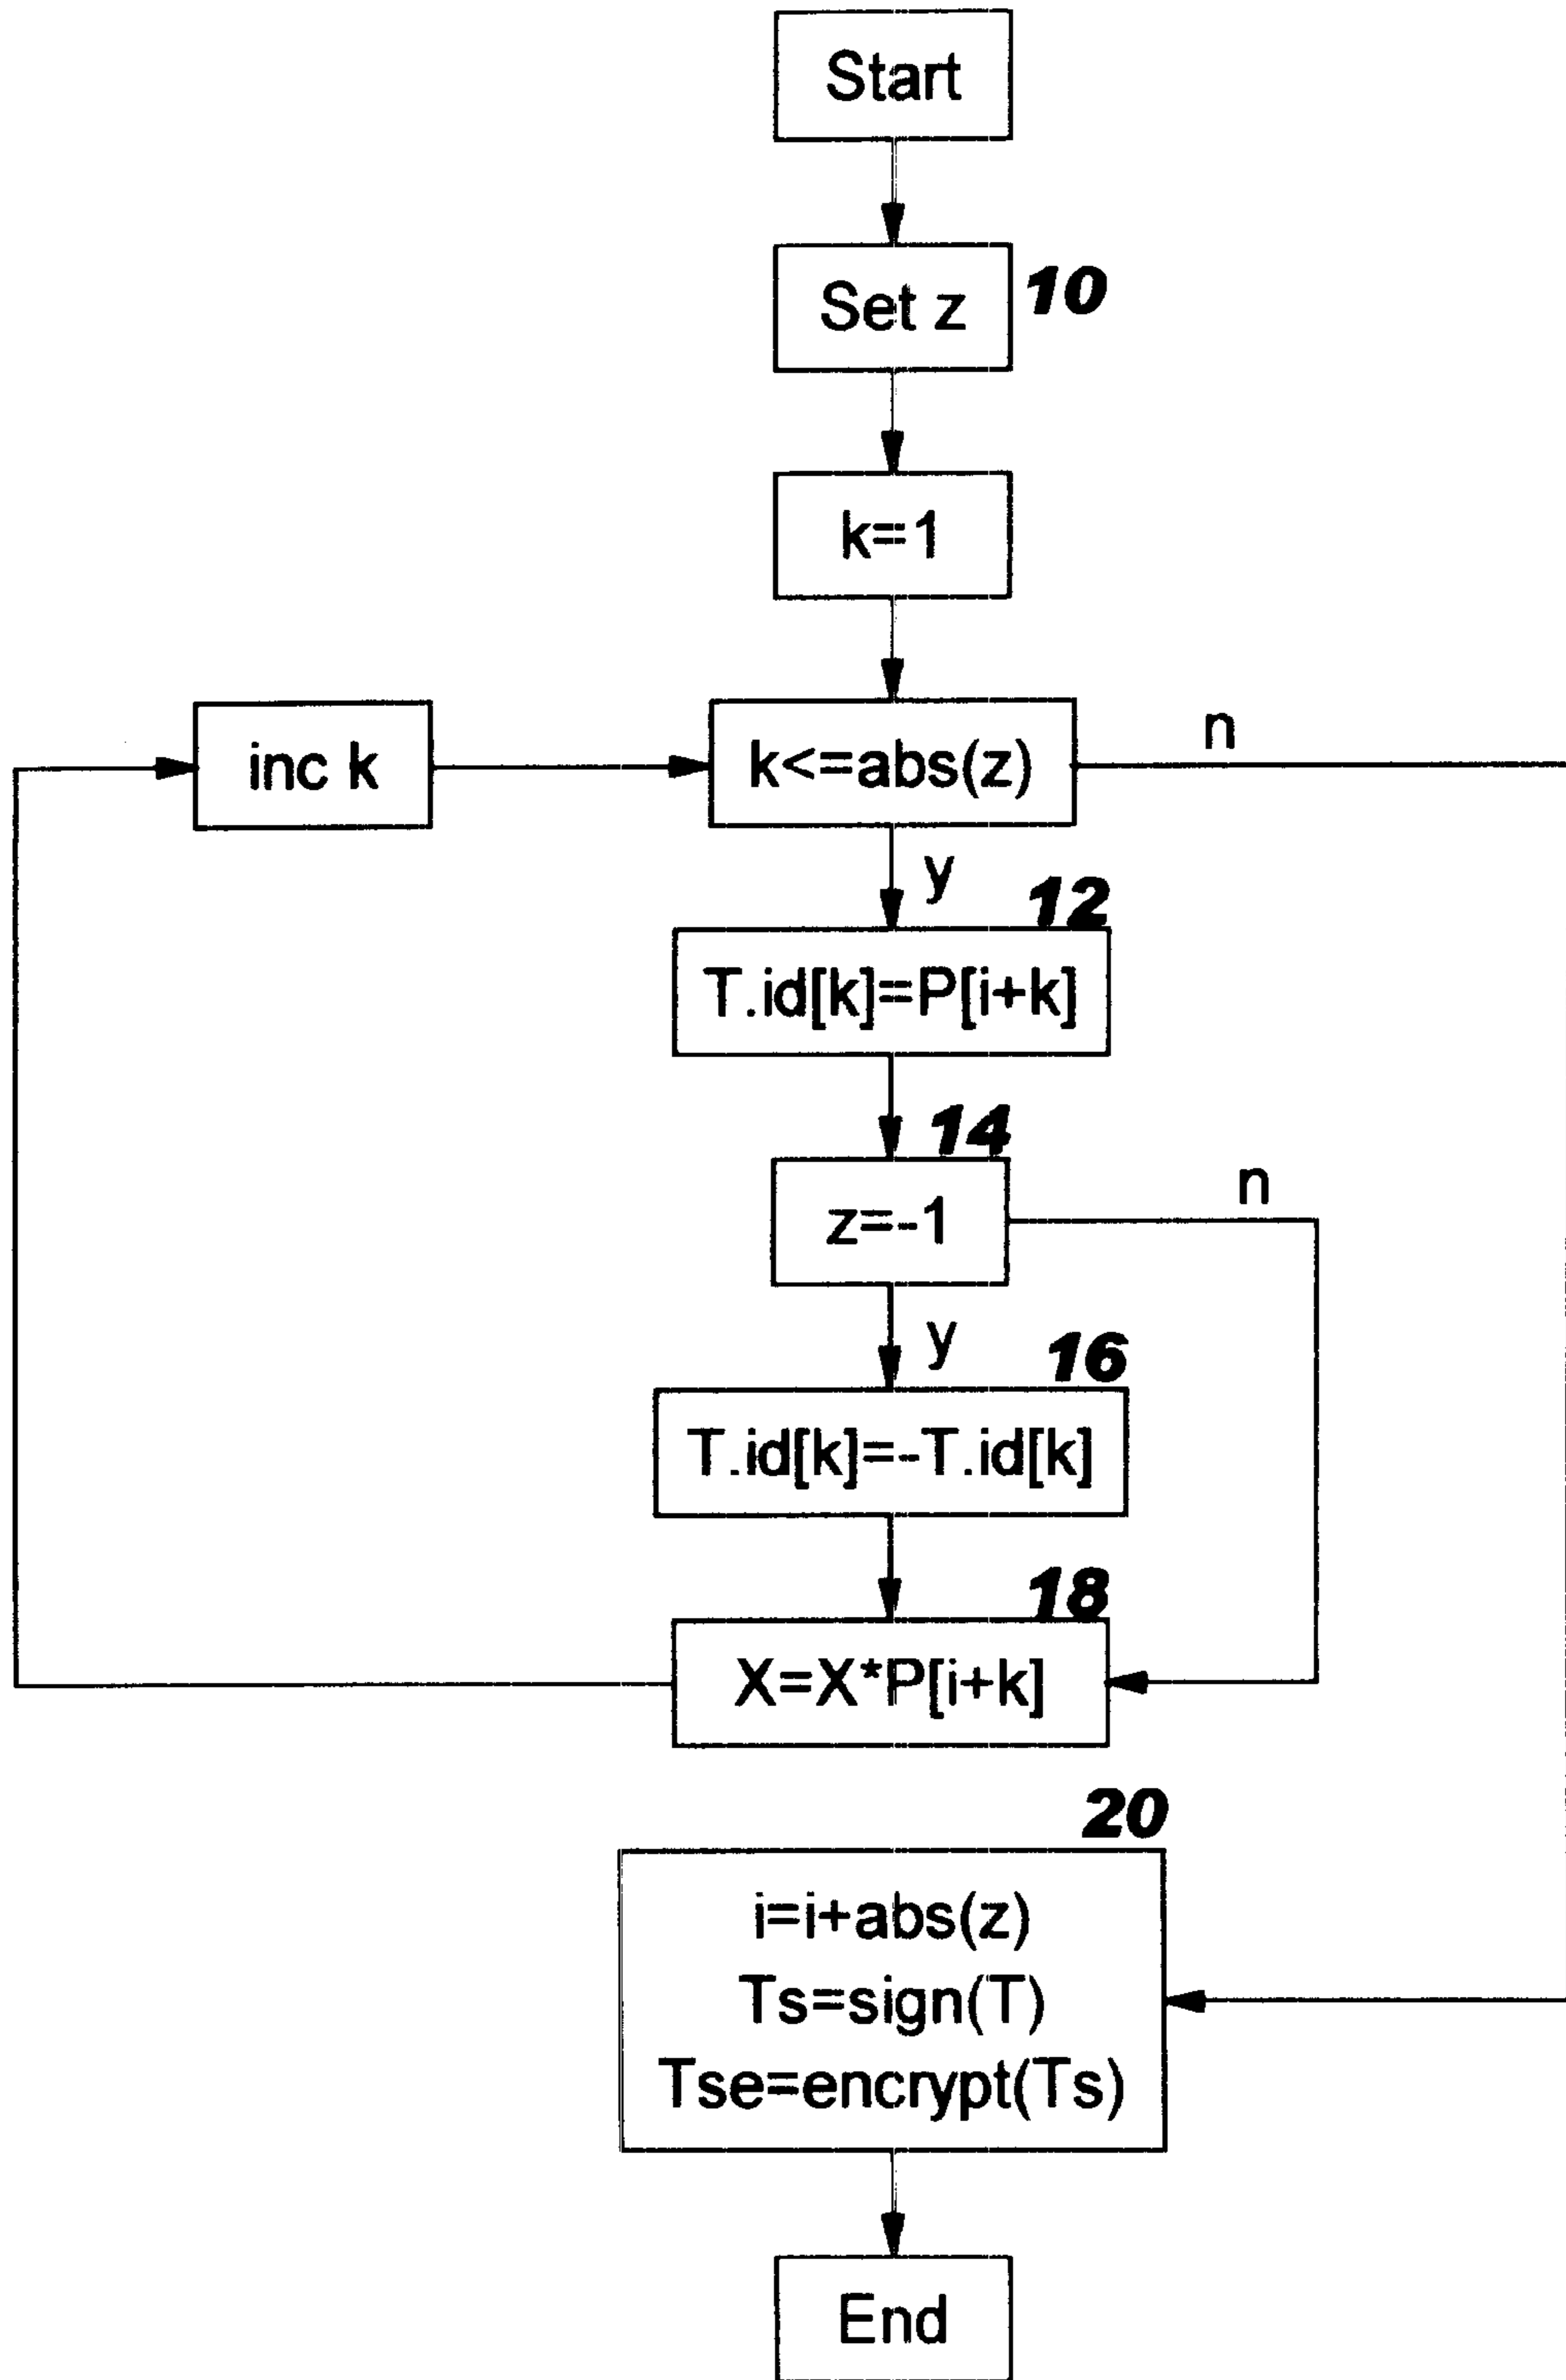 Start
Set z
10
k=1
inc k
k<=abs(z)
n
y
12
T.id[k]=P[i+k]
14
z=-1
n
y
16
T.id[k]=-T.id[k]
18
X=X*P[i+k]
20
i=i+abs(z)
Ts=sign(T)
Tse=encrypt(Ts)
End